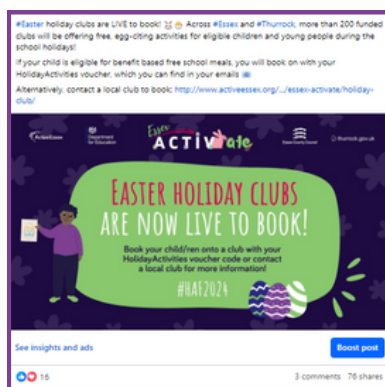 #Easter holiday clubs are LIVE to book! 🐰🐣 Across #Essex and #Thurrock, more than 200 funded
clubs will be offering free, egg-citing activities for eligible children and young people during the
school holidays!
If your child is eligible for benefit based free school meals, you will book on with your
HolidayActivities voucher, which you can find in your emails 📧
Alternatively, contact a local club to book: http://www.activeessex.org/.../essex-activate/holiday-
club/
ActiveEssex
Department
for Education
Essex
ACTIVate
Essex County Council
thurrock.gov.uk
EASTER HOLIDAY CLUBS
ARE NOW LIVE TO BOOK!
Book your child/ren onto a club with your
HolidayActivities voucher code or contact
a local club for more information!
#HAF2024
See insights and ads
Boost post
16
3 comments 76 shares